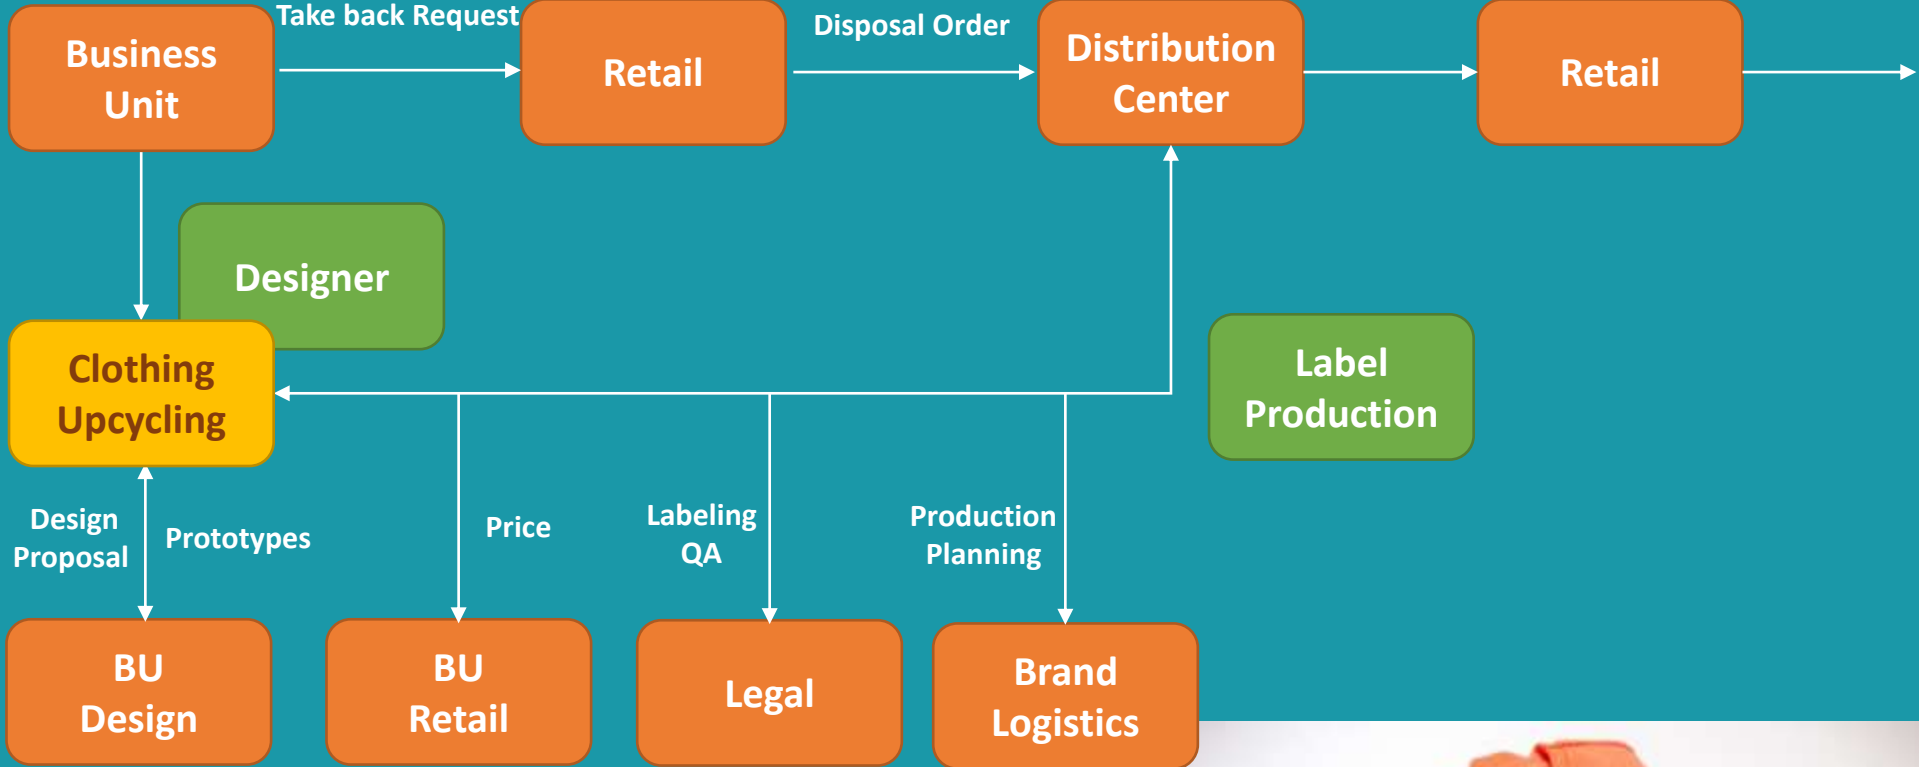 Take back Request
Disposal Order
Business
Unit
Retail
Distribution
Center
Retail
Designer
Clothing
Upcycling
Label
Production
Design
Proposal
Prototypes
Price
Labeling
QA
Production
Planning
BU
Design
BU
Retail
Legal
Brand
Logistics